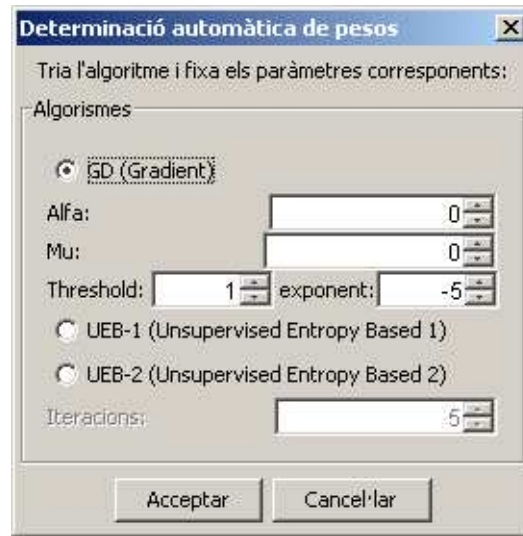 Determinació automàtica de pesos
Tria l'algoritme i fixa els paràmetres corresponents:
Algorismes
GD (Gradient)
Alfa: 0
Mu: 0
Threshold: 1 exponent: -5
UEB-1 (Unsupervised Entropy Based 1)
UEB-2 (Unsupervised Entropy Based 2)
Iteracions: 5
Acceptar Cancel·lar